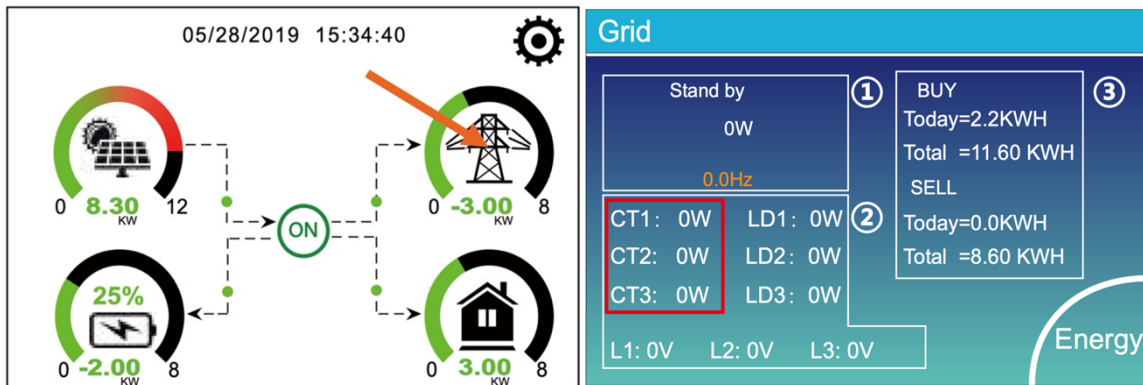 05/28/2019 15:34:40
0 8.30 12
KW
0 -3.00 8
KW
ON
25%
0 -2.00 8
KW
0 3.00 8
KW
Grid
Stand by
0W
0.0Hz
①
CT1: 0W LD1: 0W
CT2: 0W LD2: 0W
CT3: 0W LD3: 0W
②
L1: 0V L2: 0V L3: 0V
BUY
Today=2.2KWH
Total =11.60 KWH
SELL
Today=0.0KWH
Total =8.60 KWH
③
Energy